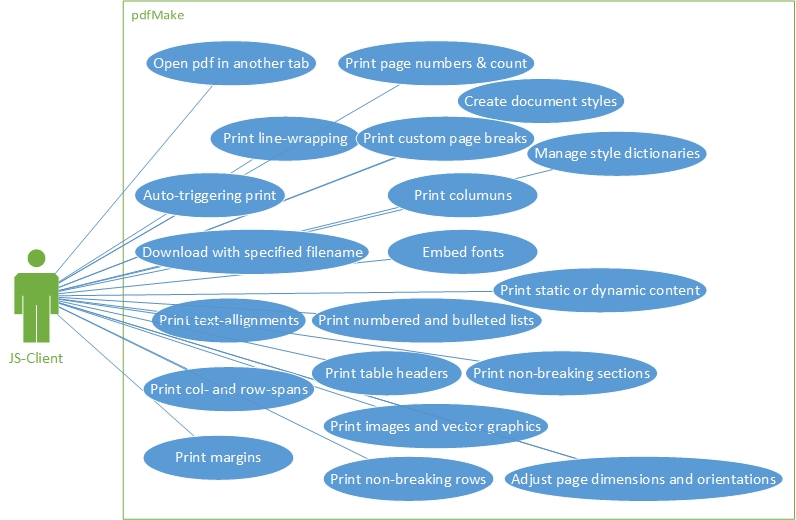 pdfMake
Open pdf in another tab
Print page numbers & count
Create document styles
Print line-wrapping
Print custom page breaks
Manage style dictionaries
Auto-triggering print
Print columuns
Download with specified filename
Embed fonts
Print static or dynamic content
Print text-allignments
Print numbered and bulleted lists
JS-Client
Print table headers
Print non-breaking sections
Print col- and row-spans
Print images and vector graphics
Print margins
Print non-breaking rows
Adjust page dimensions and orientations